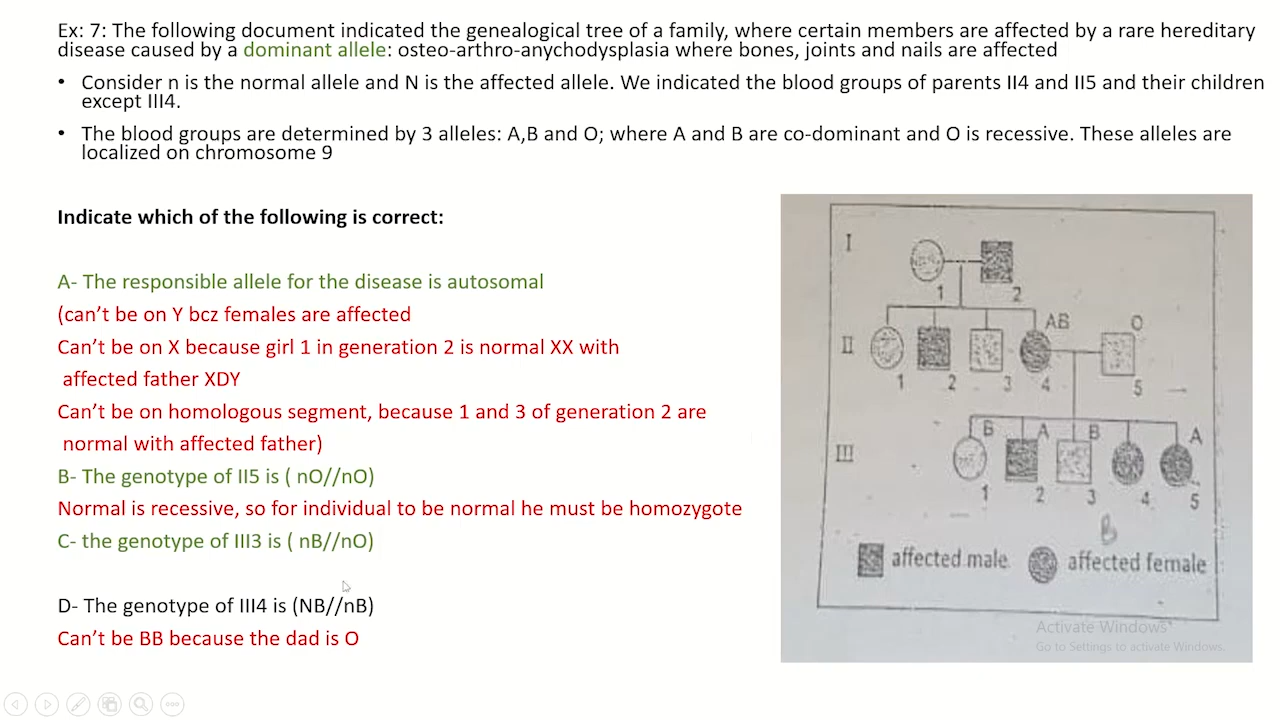 Ex: 7: The following document indicated the genealogical tree of a family, where certain members are affected by a rare hereditary
disease caused by a dominant allele: osteo-arthro-anychodysplasia where bones, joints and nails are affected
• Consider n is the normal allele and N is the affected allele. We indicated the blood groups of parents II4 and II5 and their children
except III4.
• The blood groups are determined by 3 alleles: A,B and O; where A and B are co-dominant and O is recessive. These alleles are
localized on chromosome 9
Indicate which of the following is correct:
A- The responsible allele for the disease is autosomal
(can't be on Y bcz females are affected
Can't be on X because girl 1 in generation 2 is normal XX with
affected father XDY
Can't be on homologous segment, because 1 and 3 of generation 2 are
normal with affected father)
B- The genotype of II5 is ( nO//nO)
Normal is recessive, so for individual to be normal he must be homozygote
C- the genotype of III3 is ( nB//nO)
D- The genotype of III4 is (NB//nB)
Can't be BB because the dad is O
I
1 2
AB O
II
1 2 3 4 5
B A B A
III
1 2 3 4 5
B
affected male affected female
Activate Windows
Go to Settings to activate Windows.